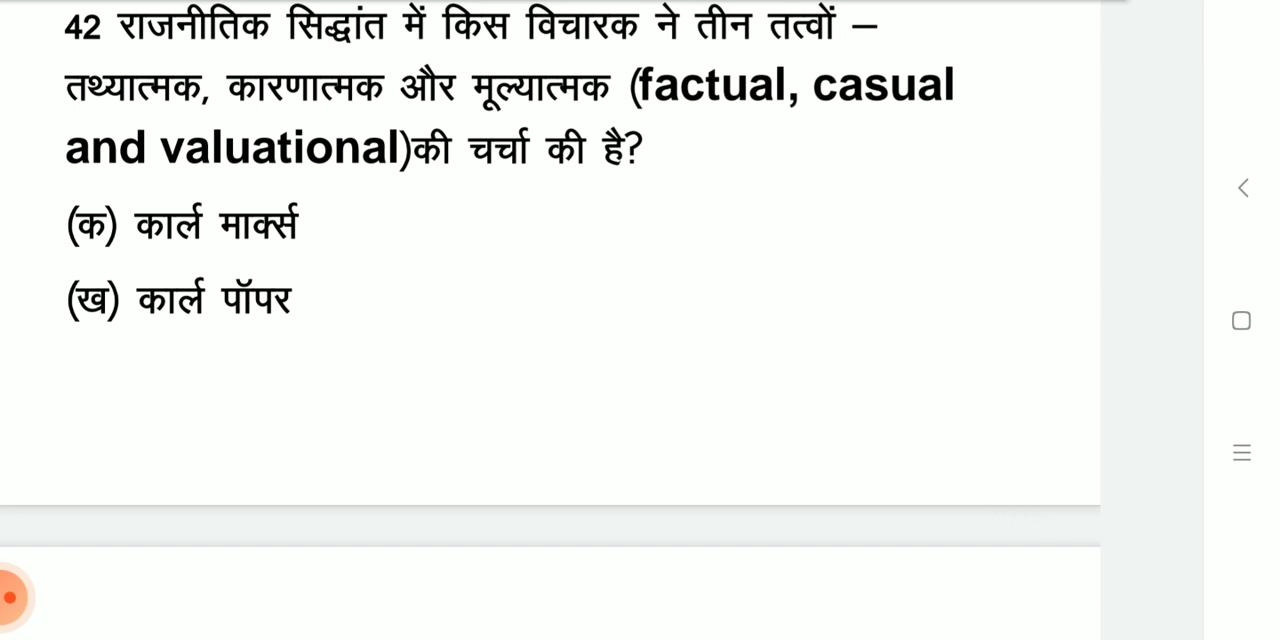 42 राजनीतिक सिद्धांत में किस विचारक ने तीन तत्वों –
तथ्यात्मक, कारणात्मक और मूल्यात्मक (factual, casual
and valuational)की चर्चा की है?
(क) कार्ल मार्क्स
(ख) कार्ल पॉपर